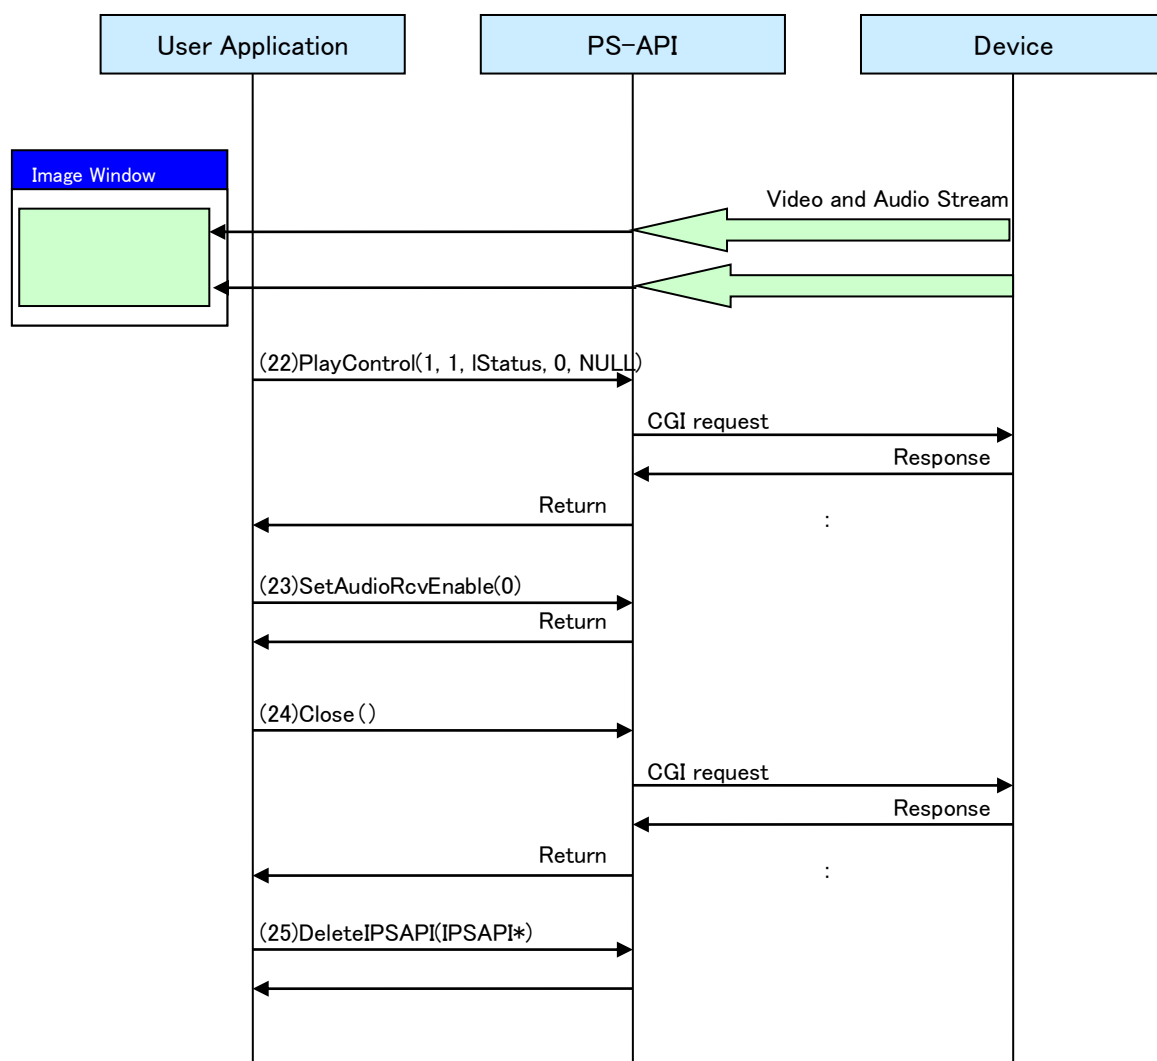 User Application
PS-API
Device
Image Window
Video and Audio Stream
(22)PlayControl(1, 1, lStatus, 0, NULL)
CGI request
Response
Return
:
(23)SetAudioRcvEnable(0)
Return
(24)Close()
CGI request
Response
Return
:
(25)DeleteIPSAPI(IPSAPI*)